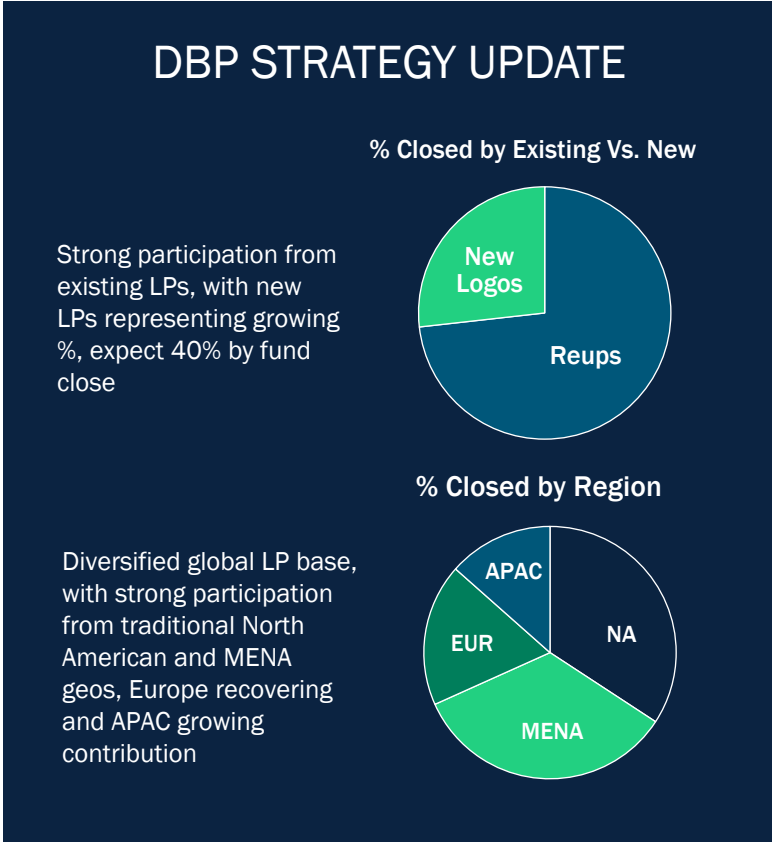 DBP STRATEGY UPDATE
% Closed by Existing Vs. New
Strong participation from
existing LPs, with new
LPs representing growing
%, expect 40% by fund
close
New
Logos
Reups
% Closed by Region
Diversified global LP base,
with strong participation
from traditional North
American and MENA
geos, Europe recovering
and APAC growing
contribution
APAC
NA
EUR
MENA